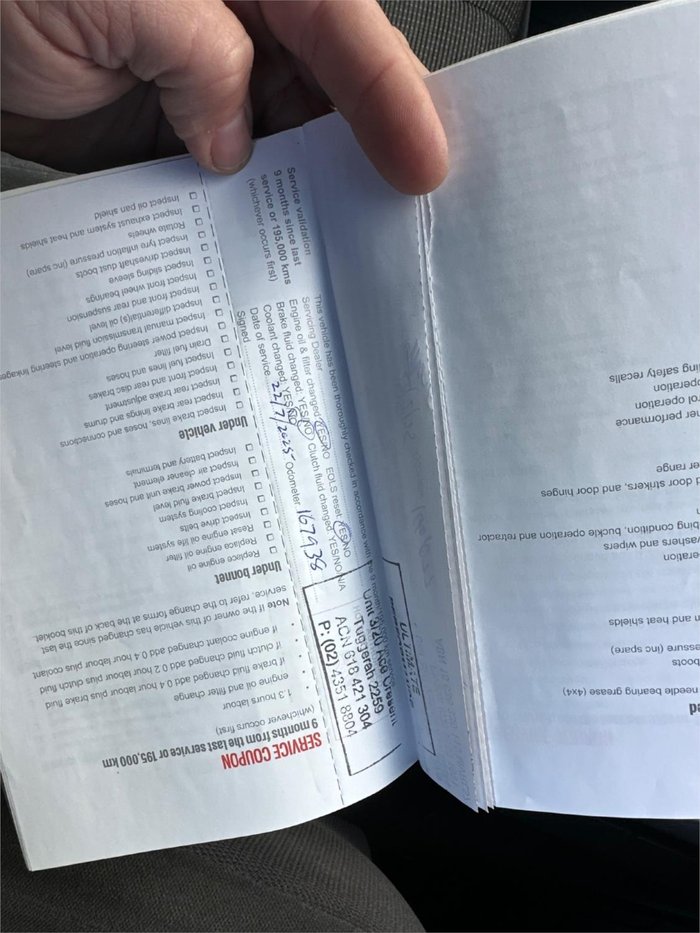 SERVICE COUPON
9 months from the last service or 195,000 km
(whichever occurs first)
1.3 hours labour
engine oil and filter change
if brake fluid changed add 0.4 hour labour plus brake fluid
if clutch fluid changed add 0.2 hour labour plus clutch fluid
if engine coolant changed add 0.4 hour labour plus coolant
Note If the owner of this vehicle has changed since the last
service, refer to the change forms at the back of this booklet
Under bonnet
Replace engine oil
Replace engine oil filter
Reset engine oil life system
Inspect drive belts
Inspect cooling system
Inspect brake fluid level
Inspect power brake unit and hoses
Inspect air cleaner element
Inspect battery and terminals
Under vehicle
Inspect brake lines, hoses and connections
Inspect rear brake linings and drums
Inspect rear brake adjustment
Inspect front and rear disc brakes
Inspect fuel lines and hoses
Drain fuel filter
Inspect power steering operation and steering linkages
Inspect manual transmission fluid level
Inspect differential(s) oil level
Inspect front and rear suspension
Inspect front wheel bearings
Inspect sliding sleeve
Inspect driveshaft dust boots
Inspect tyre inflation pressure (inc spare)
Rotate wheels
Inspect exhaust system and heat shields
Inspect oil pan shield
Service validation
9 months since last
service or 195,000 kms
(whichever occurs first)
This vehicle has been thoroughly checked in accordance with the 9
Servicing Dealer
Engine oil & filter changed YES/NO EOLS reset YES/NO
Brake fluid changed: YES/NO Clutch fluid changed YES/NO/NA
Coolant changed: YES/NO
Date of service: 22/7/2025 Odometer 167938
Signed
Unit 3/20 Ace Cresent
Tuggerah 2259
ACN 618 421 304
P: (02) 4351 8804
needle bearing grease (4x4)
boots
(inc spare)
and heat shields
and wipers
condition, buckle operation and retractor
door strikers, and door hinges
range
performance
operation
operation
safety recalls